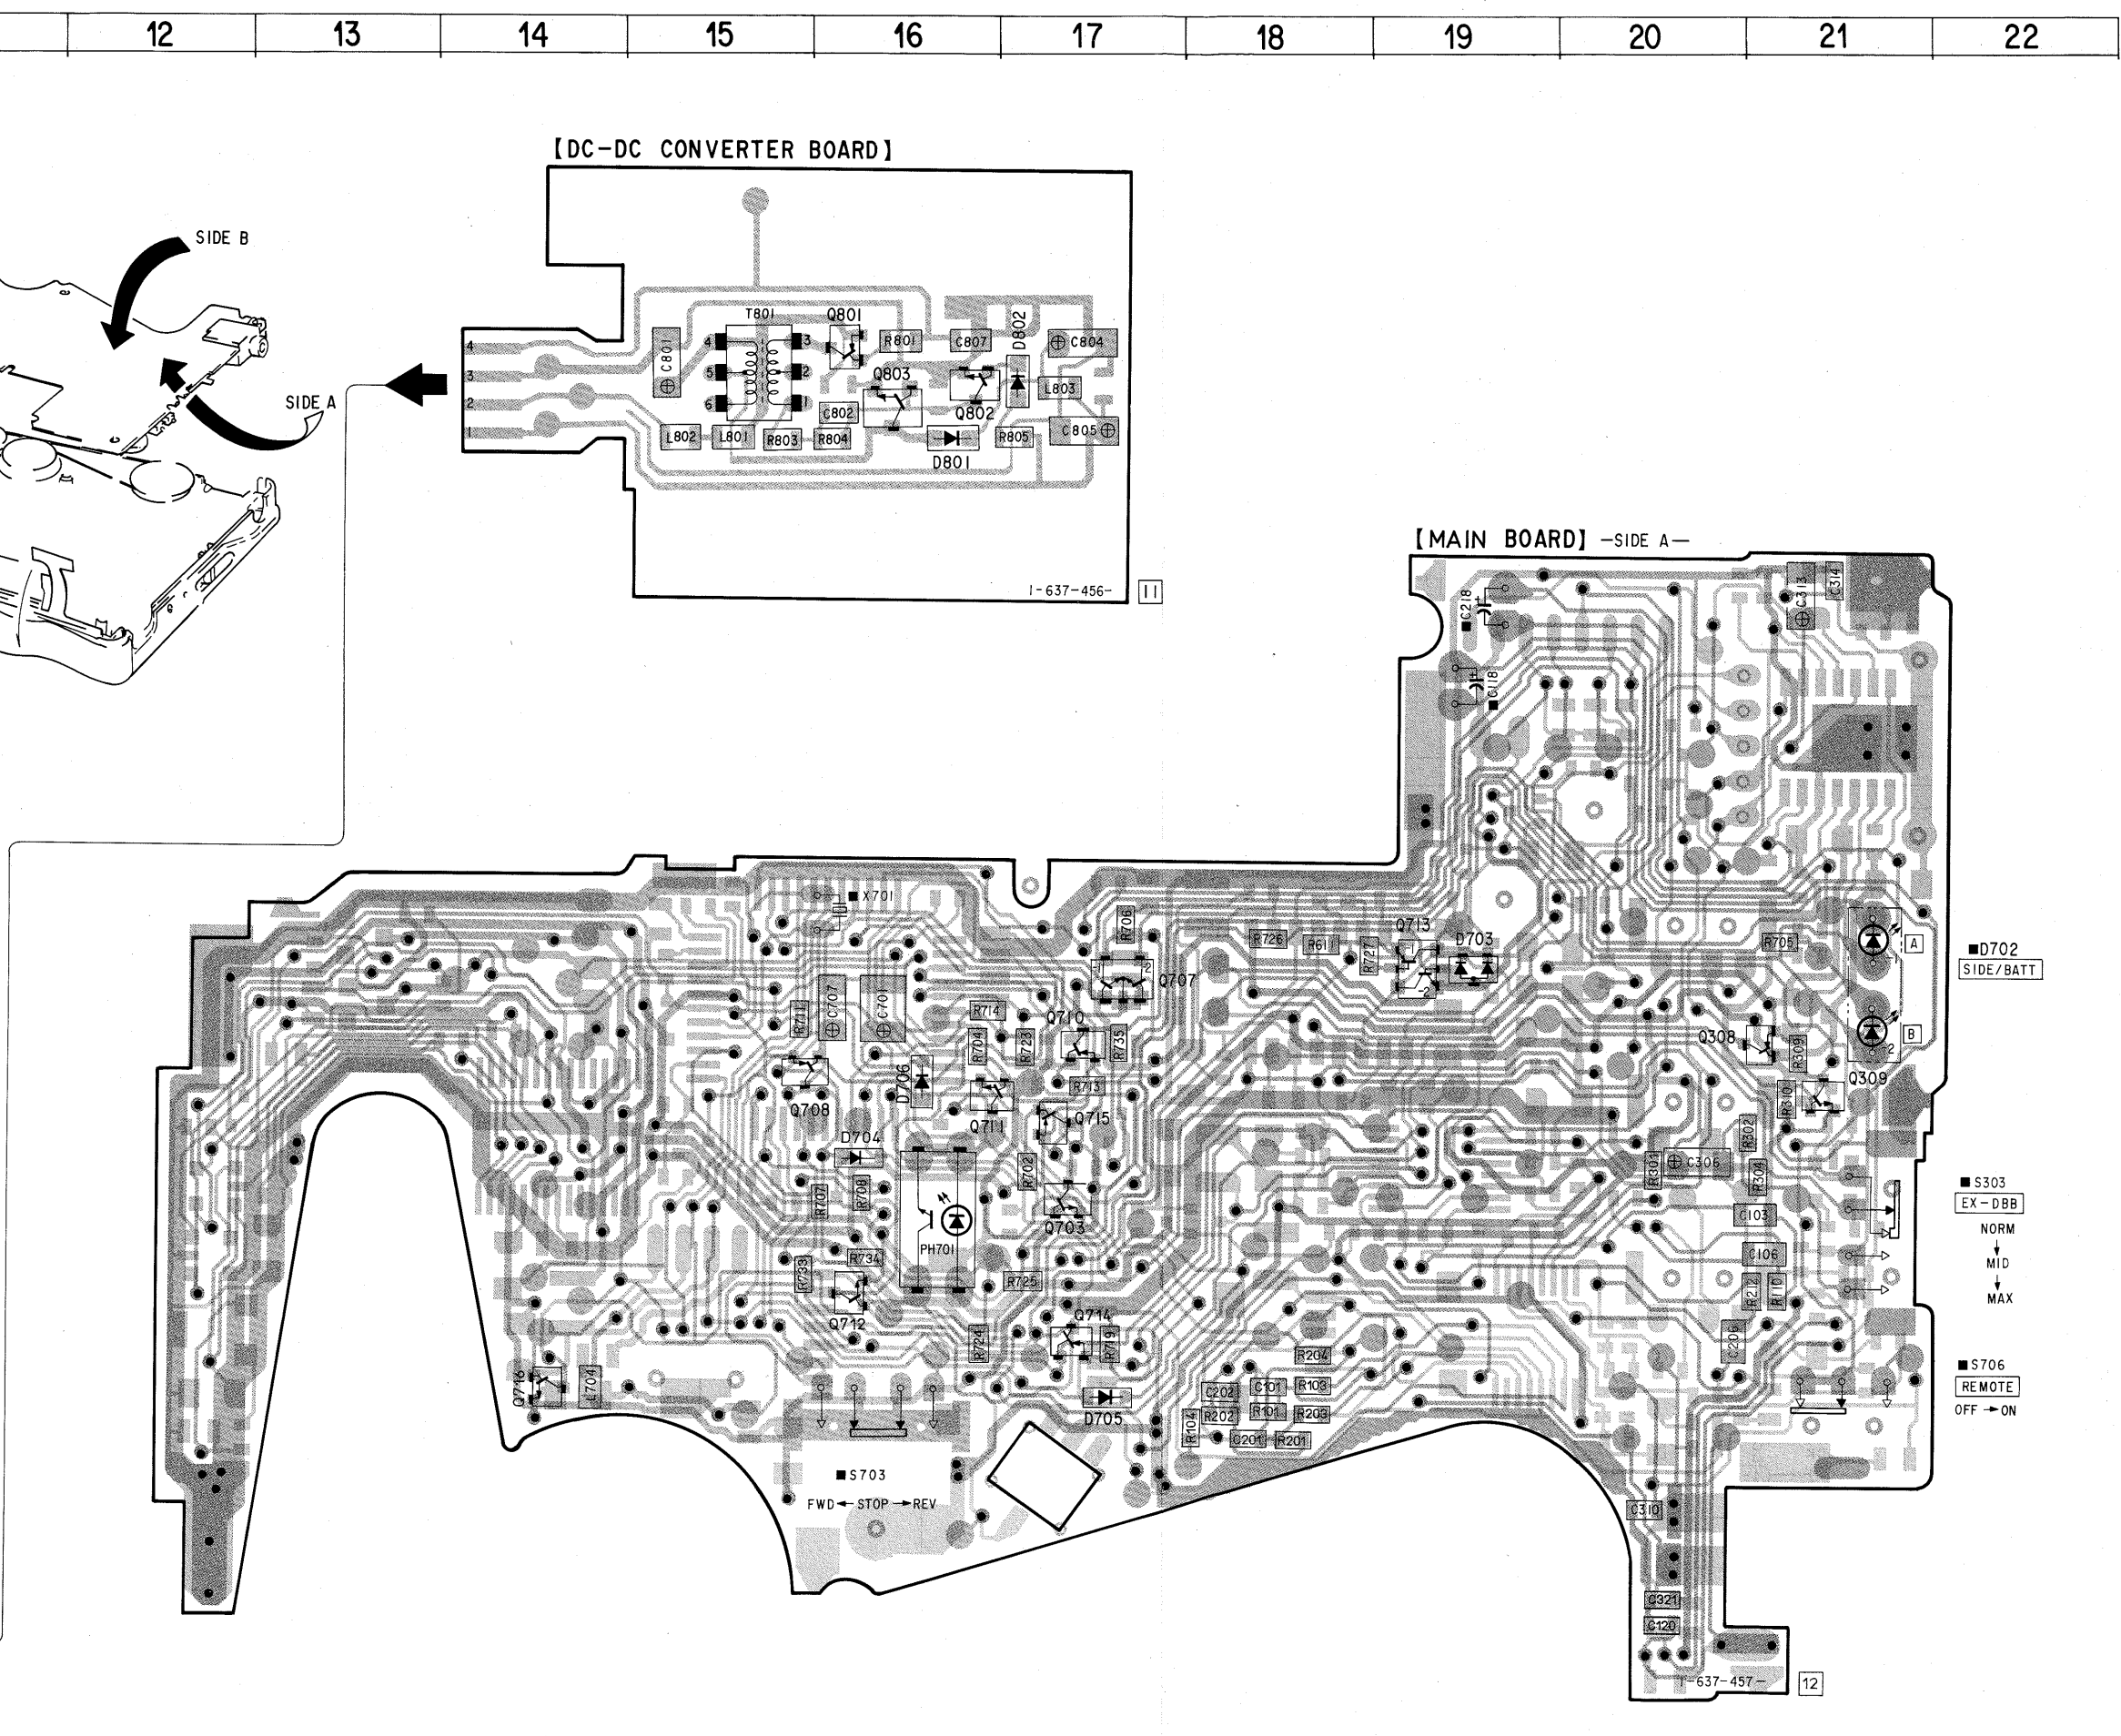 12 13 14 15 16 17 18 19 20 21 22
【DC-DC CONVERTER BOARD】
SIDE B
SIDE A
T801 Q801 D802
C801 4 3 R801 C807 C804
5 2 Q803 L803
6 1 C802 Q802 C805
L802 L801 R803 R804 D801 R805
4
3
2
1
1-637-456- 11
【MAIN BOARD】 -SIDE A-
C313 C314
■C218
■C118
■X701
R706 R726 R611 R727 Q713 D703 R705 A
■D702
SIDE/BATT
1 2 Q707 1 2
R711 C707 C701 R714 Q710
R704 R723 R735 Q308 R309 B
2
D706 R713 R310 Q309
Q708 Q711 Q715
D704 R702 R302
R301 C306 R304
R707 R708 Q703 C103
■S303
EX-DBB
NORM
MID
MAX
PH701
R734 C106
R733 R725 R212 R110
Q712 Q714
R724 R719 C206
R204
■S706
REMOTE
OFF → ON
Q716 L704 C202 C101 R103
D705 R202 R101 R203
R104 C201 R201
■S703
FWD ← STOP → REV
C310
C321
C120
1-637-457- 12